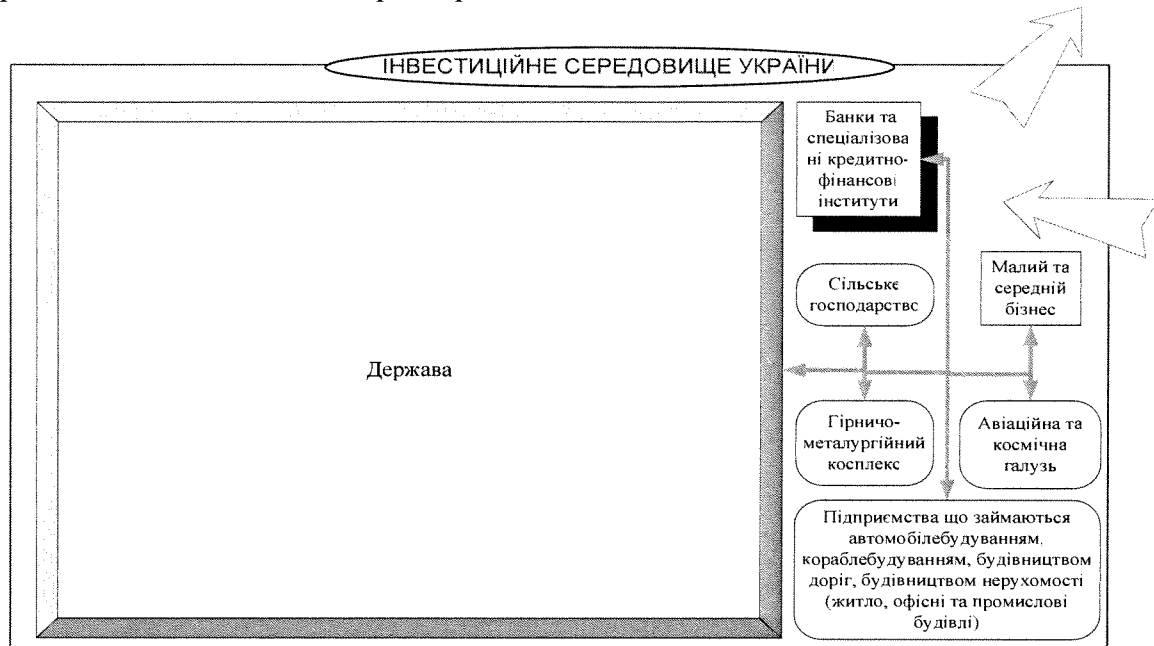 ІНВЕСТИЦІЙНЕ СЕРЕДОВИЩЕ УКРАЇНИ
Банки та
спеціалізова
ні кредитно-
фінансові
інститути
Сільське
господарствс
Малий та
середній
бізнес
Держава
Гірничо-
металургійний
косплекс
Авіаційна та
космічна
галузь
Підприємства що займаються
автомобілебудуванням,
кораблебудуванням, будівництвом
доріг, будівництвом нерухомості
(житло, офісні та промислові
будівлі)